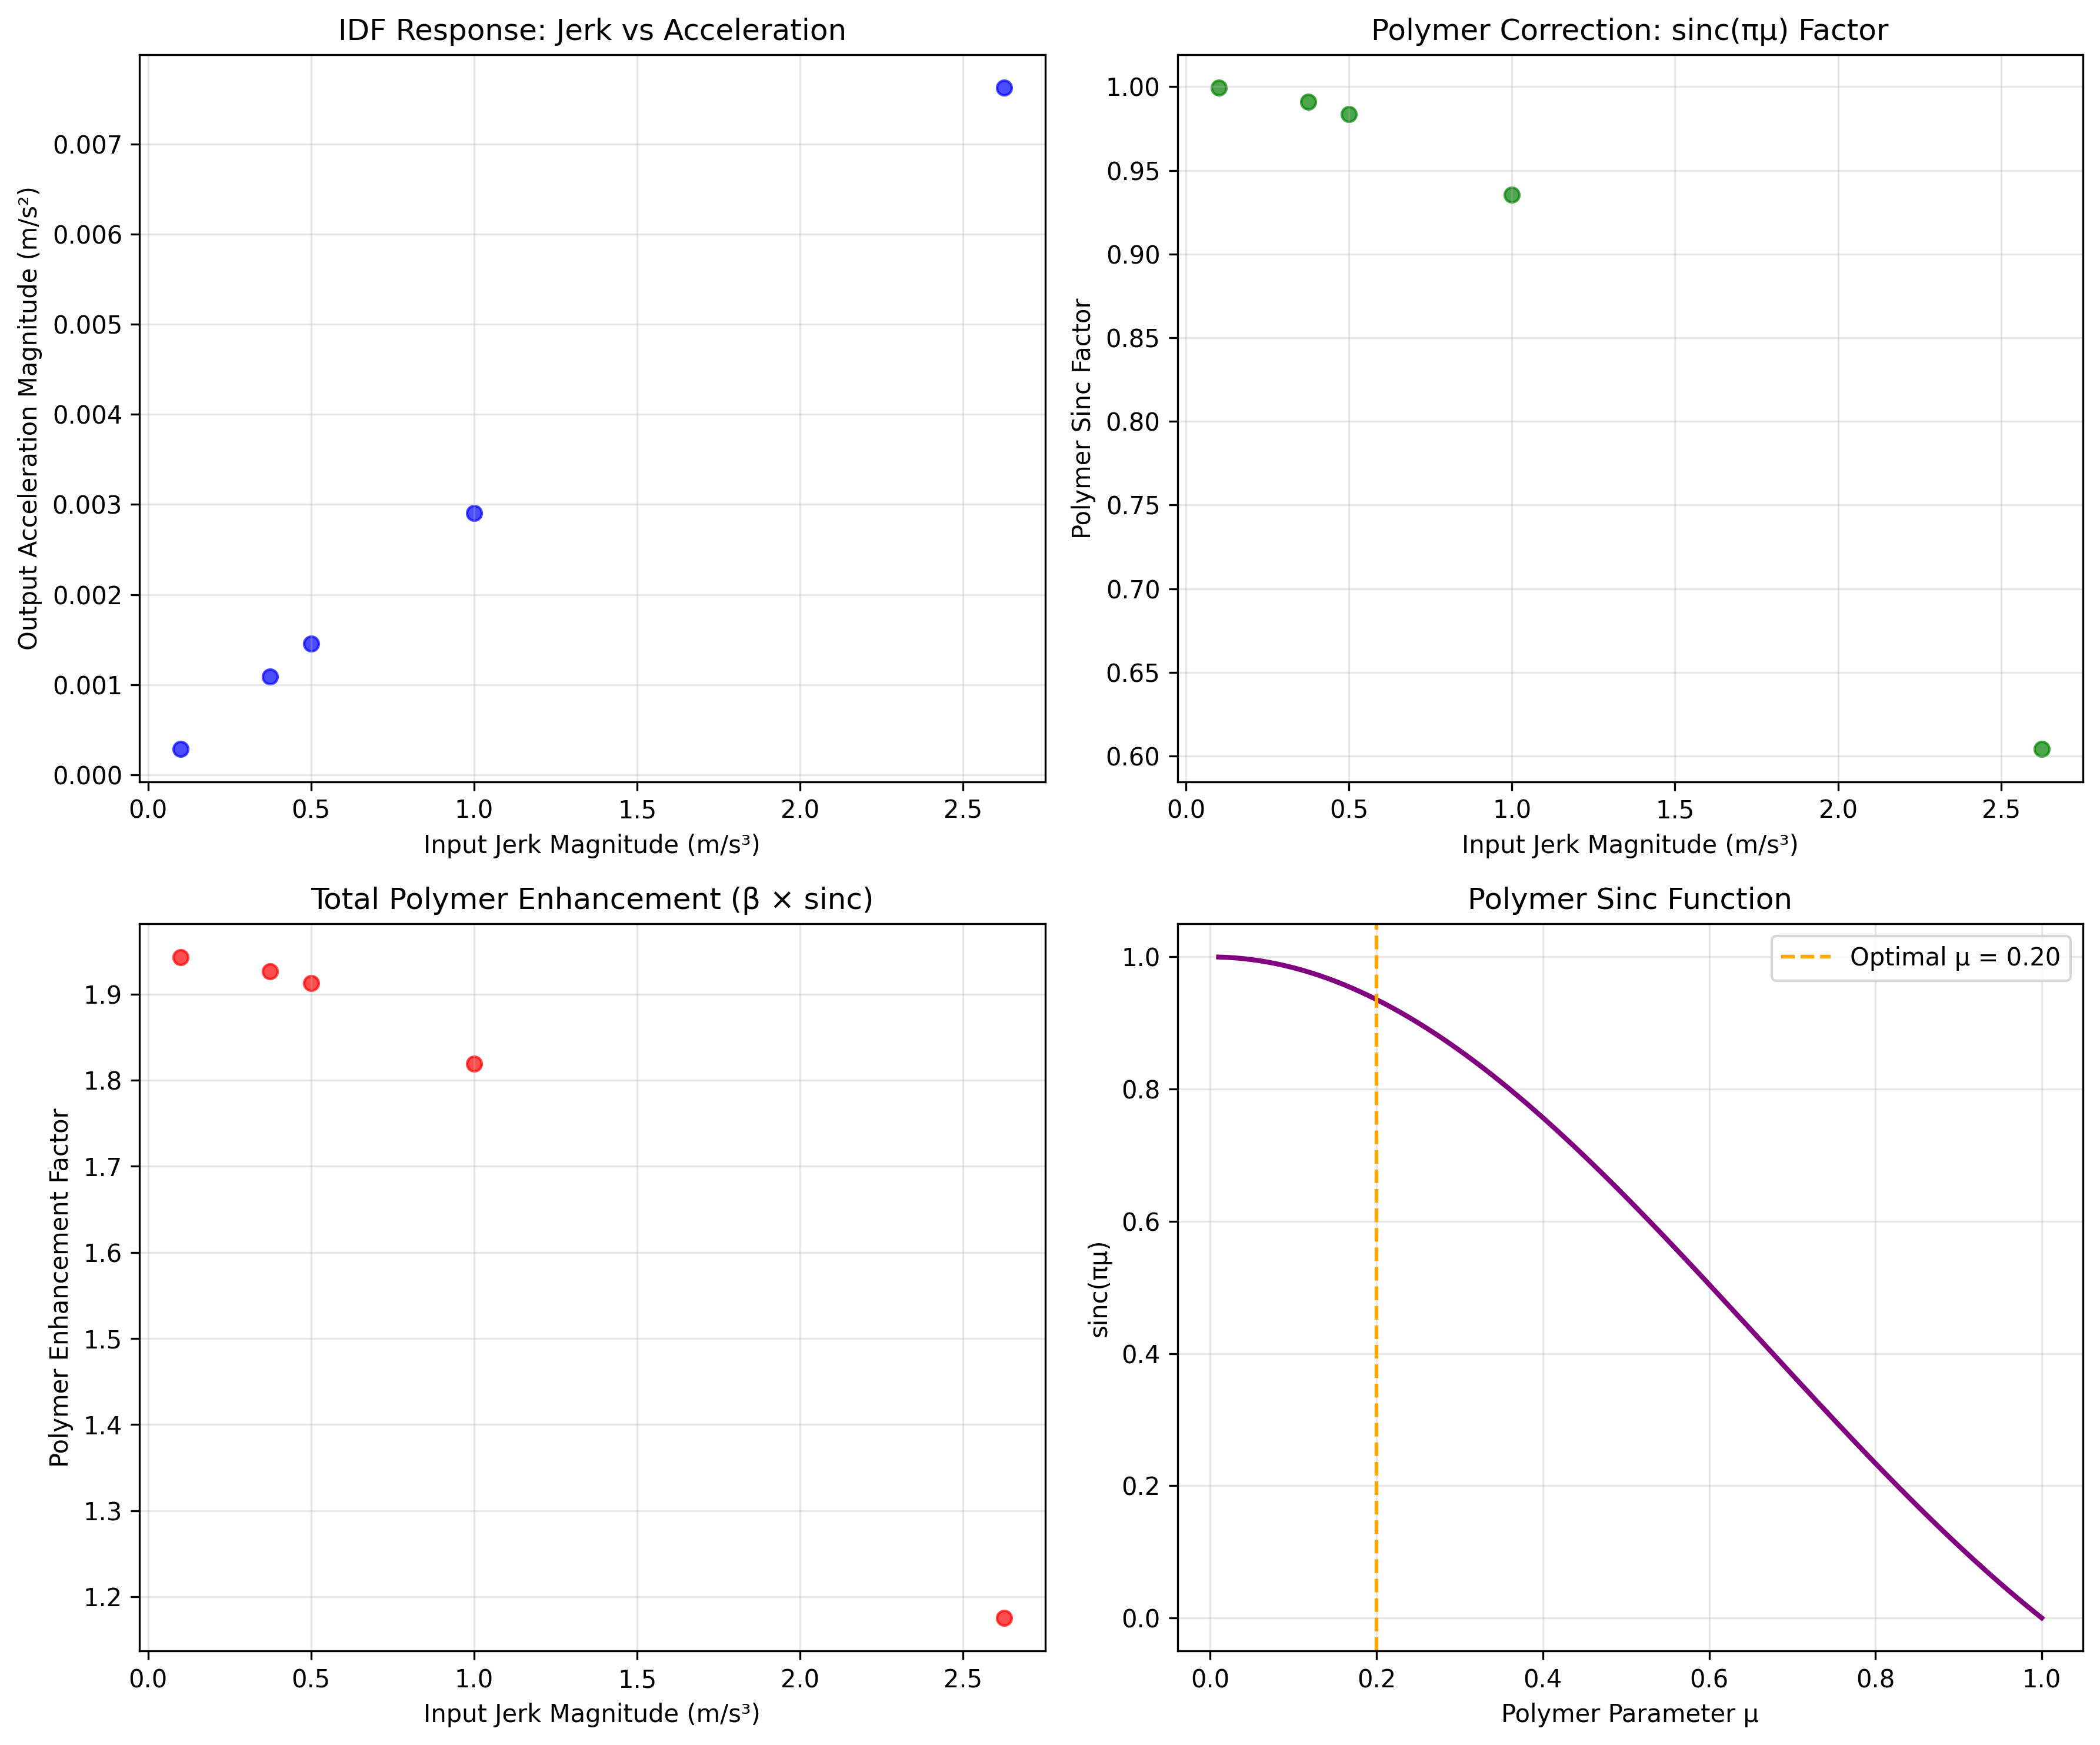 IDF Response: Jerk vs Acceleration
Output Acceleration Magnitude (m/s²)
0.007
0.006
0.005
0.004
0.003
0.002
0.001
0.000
0.0 0.5 1.0 1.5 2.0 2.5
Input Jerk Magnitude (m/s³)
Polymer Correction: sinc(πμ) Factor
Polymer Sinc Factor
1.00
0.95
0.90
0.85
0.80
0.75
0.70
0.65
0.60
0.0 0.5 1.0 1.5 2.0 2.5
Input Jerk Magnitude (m/s³)
Total Polymer Enhancement (β × sinc)
Polymer Enhancement Factor
1.9
1.8
1.7
1.6
1.5
1.4
1.3
1.2
0.0 0.5 1.0 1.5 2.0 2.5
Input Jerk Magnitude (m/s³)
Polymer Sinc Function
Optimal μ = 0.20
sinc(πμ)
1.0
0.8
0.6
0.4
0.2
0.0
0.0 0.2 0.4 0.6 0.8 1.0
Polymer Parameter μ